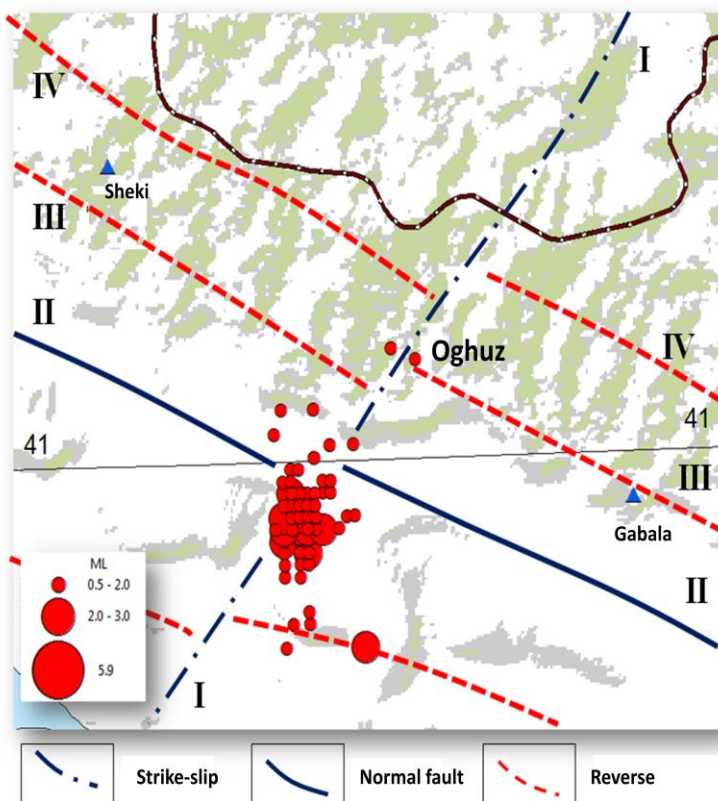 I
IV
Sheki
III
II
Oghuz
IV
41
41
III
Gabala
II
ML
0.5 - 2.0
2.0 - 3.0
5.9
I
Strike-slip
Normal fault
Reverse